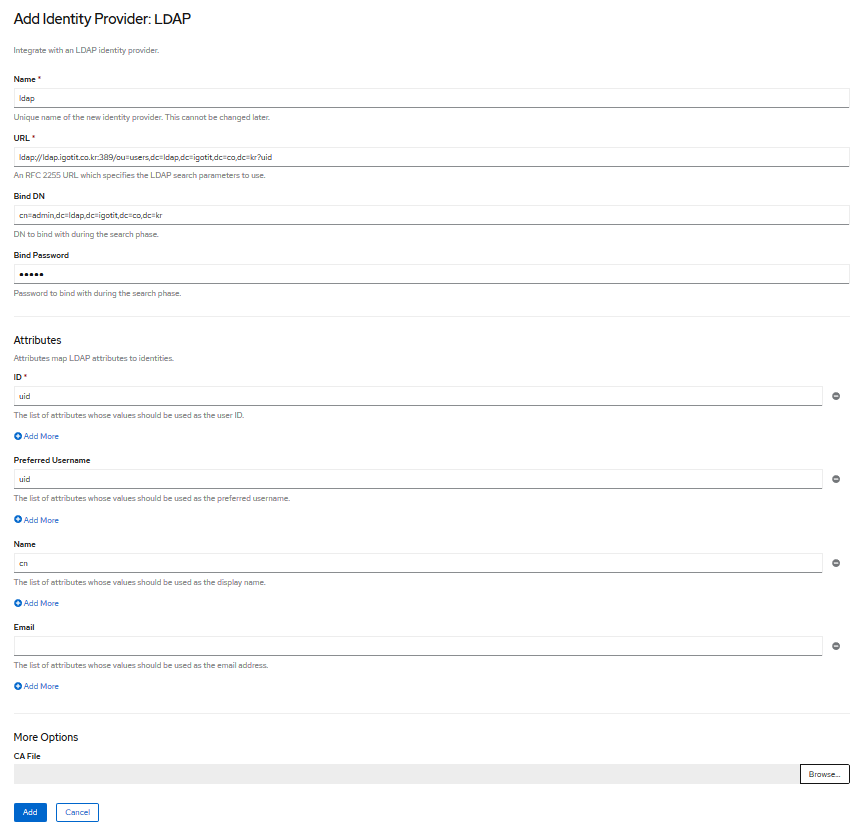 Add Identity Provider: LDAP
Integrate with an LDAP identity provider.
Name *
ldap
Unique name of the new identity provider. This cannot be changed later.
URL *
ldap://ldap.igotit.co.kr:389/ou=users,dc=ldap,dc=igotit,dc=co,dc=kr?uid
An RFC 2255 URL which specifies the LDAP search parameters to use.
Bind DN
cn=admin,dc=ldap,dc=igotit,dc=co,dc=kr
DN to bind with during the search phase.
Bind Password
•••••
Password to bind with during the search phase.
Attributes
Attributes map LDAP attributes to identities.
ID *
uid
The list of attributes whose values should be used as the user ID.
Add More
Preferred Username
uid
The list of attributes whose values should be used as the preferred username.
Add More
Name
cn
The list of attributes whose values should be used as the display name.
Add More
Email
The list of attributes whose values should be used as the email address.
Add More
More Options
CA File
Browse...
Add Cancel